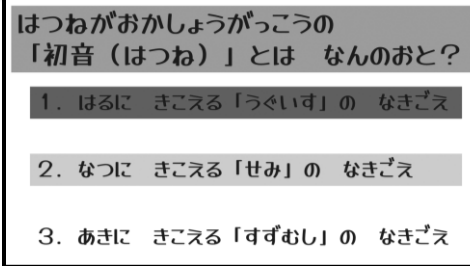 はつねがおかしょうがっこうの
「初音（はつね）」とは　なんのおと？
1．はるに　きこえる「うぐいす」の　なきごえ
2．なつに　きこえる「せみ」の　なきごえ
3．あきに　きこえる「すずむし」の　なきごえ